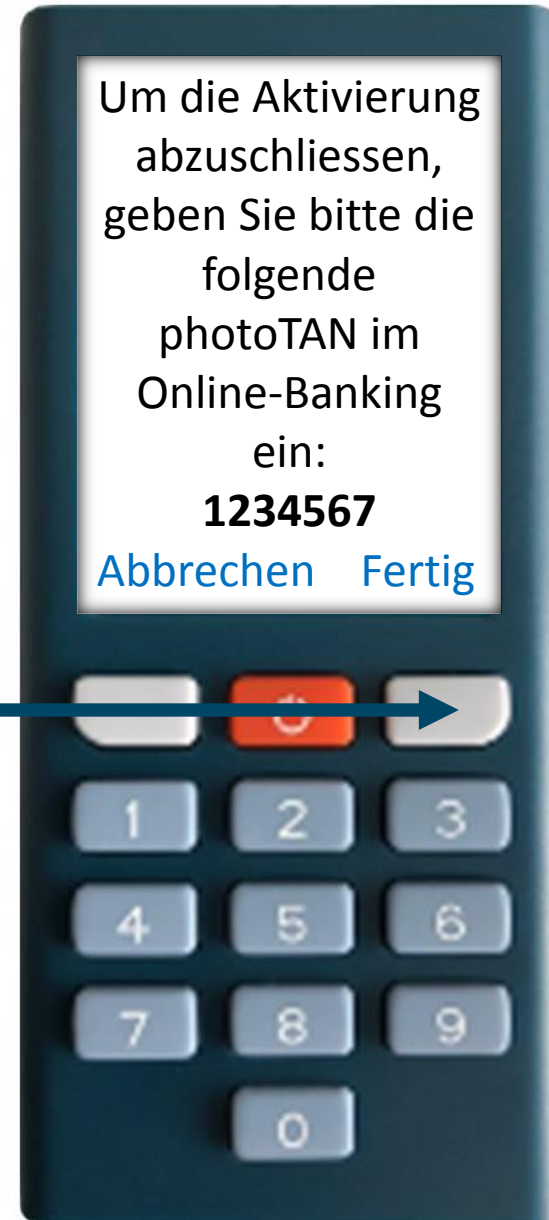 Um die Aktivierung
abzuschliessen,
geben Sie bitte die
folgende
photoTAN im
Online-Banking
ein:
1234567
Abbrechen Fertig
1 2 3
4 5 6
7 8 9
0